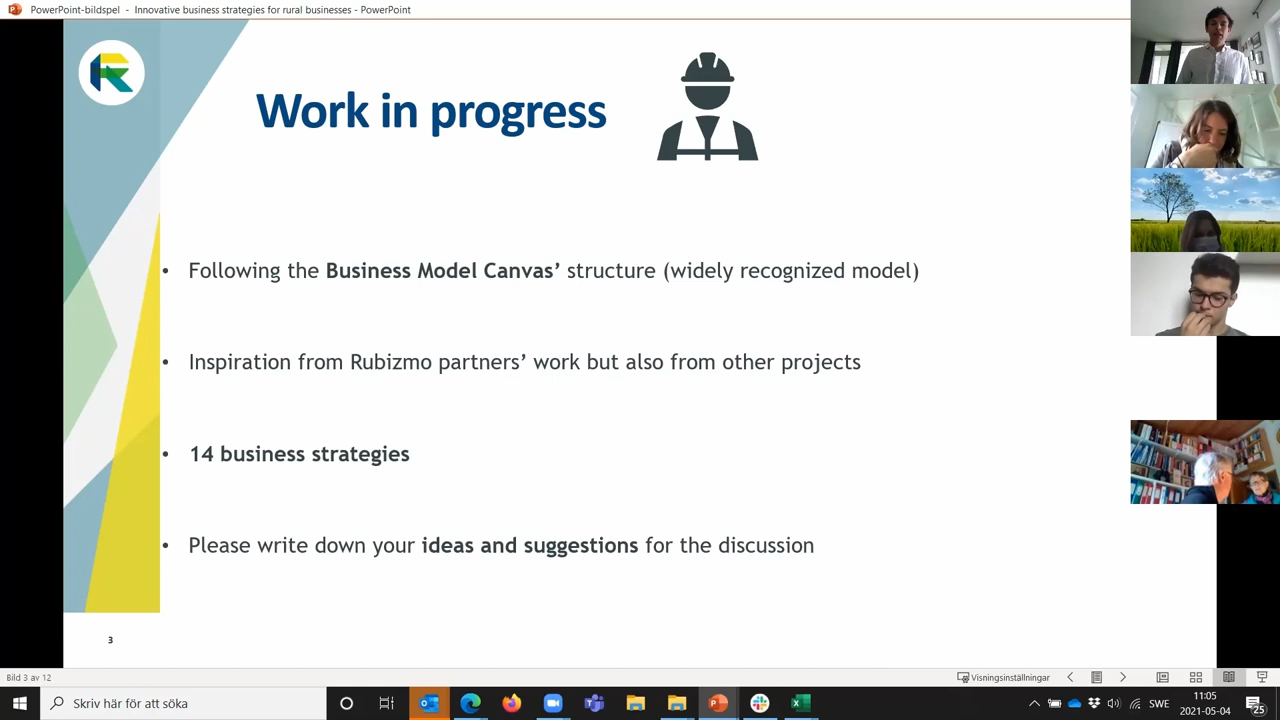 PowerPoint-bildspel - Innovative business strategies for rural businesses - PowerPoint
Work in progress
• Following the Business Model Canvas’ structure (widely recognized model)
• Inspiration from Rubizmo partners’ work but also from other projects
• 14 business strategies
• Please write down your ideas and suggestions for the discussion
3
Bild 3 av 12
Visningsinställningar
Skriv här för att söka
SWE
11:05
2021-05-04
25